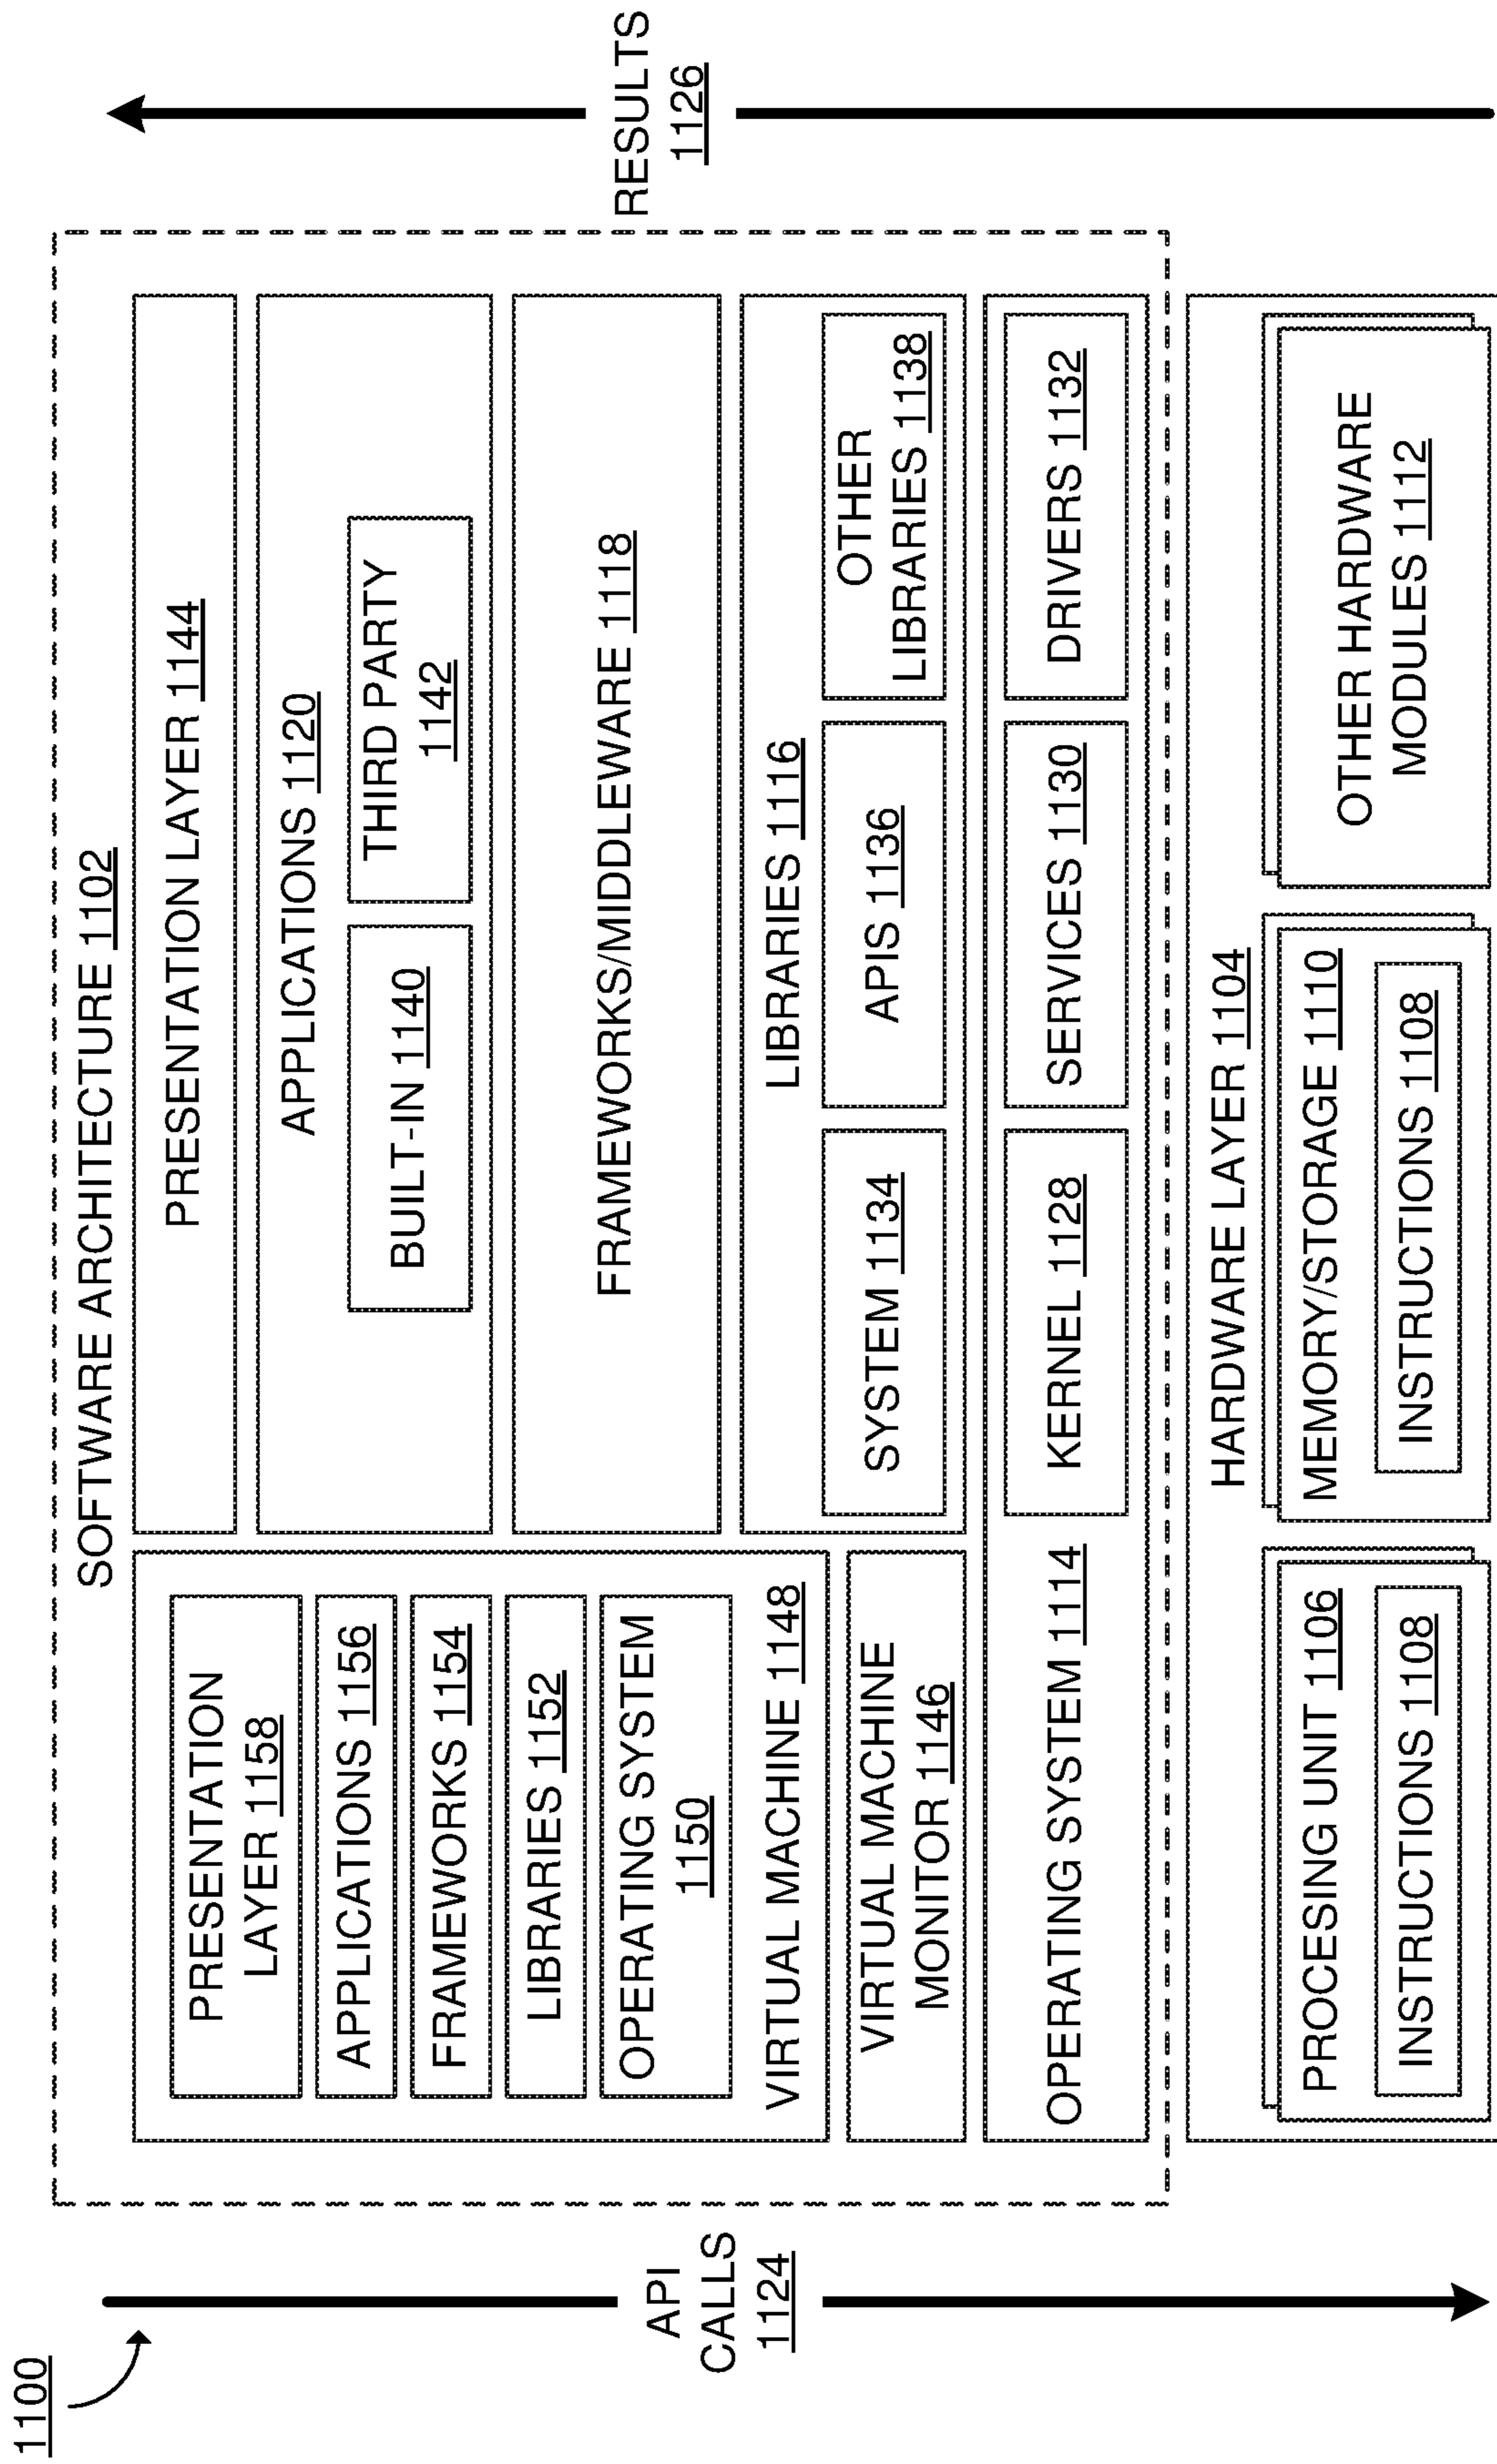 1100
SOFTWARE ARCHITECTURE 1102
PRESENTATION
LAYER 1158
APPLICATIONS 1156
FRAMEWORKS 1154
LIBRARIES 1152
OPERATING SYSTEM
1150
VIRTUAL MACHINE 1148
VIRTUAL MACHINE
MONITOR 1146
PRESENTATION LAYER 1144
APPLICATIONS 1120
BUILT-IN 1140
THIRD PARTY
1142
FRAMEWORKS/MIDDLEWARE 1118
LIBRARIES 1116
SYSTEM 1134
APIS 1136
OTHER
LIBRARIES 1138
OPERATING SYSTEM 1114
KERNEL 1128
SERVICES 1130
DRIVERS 1132
API
CALLS
1124
RESULTS
1126
HARDWARE LAYER 1104
PROCESSING UNIT 1106
INSTRUCTIONS 1108
MEMORY/STORAGE 1110
INSTRUCTIONS 1108
OTHER HARDWARE
MODULES 1112